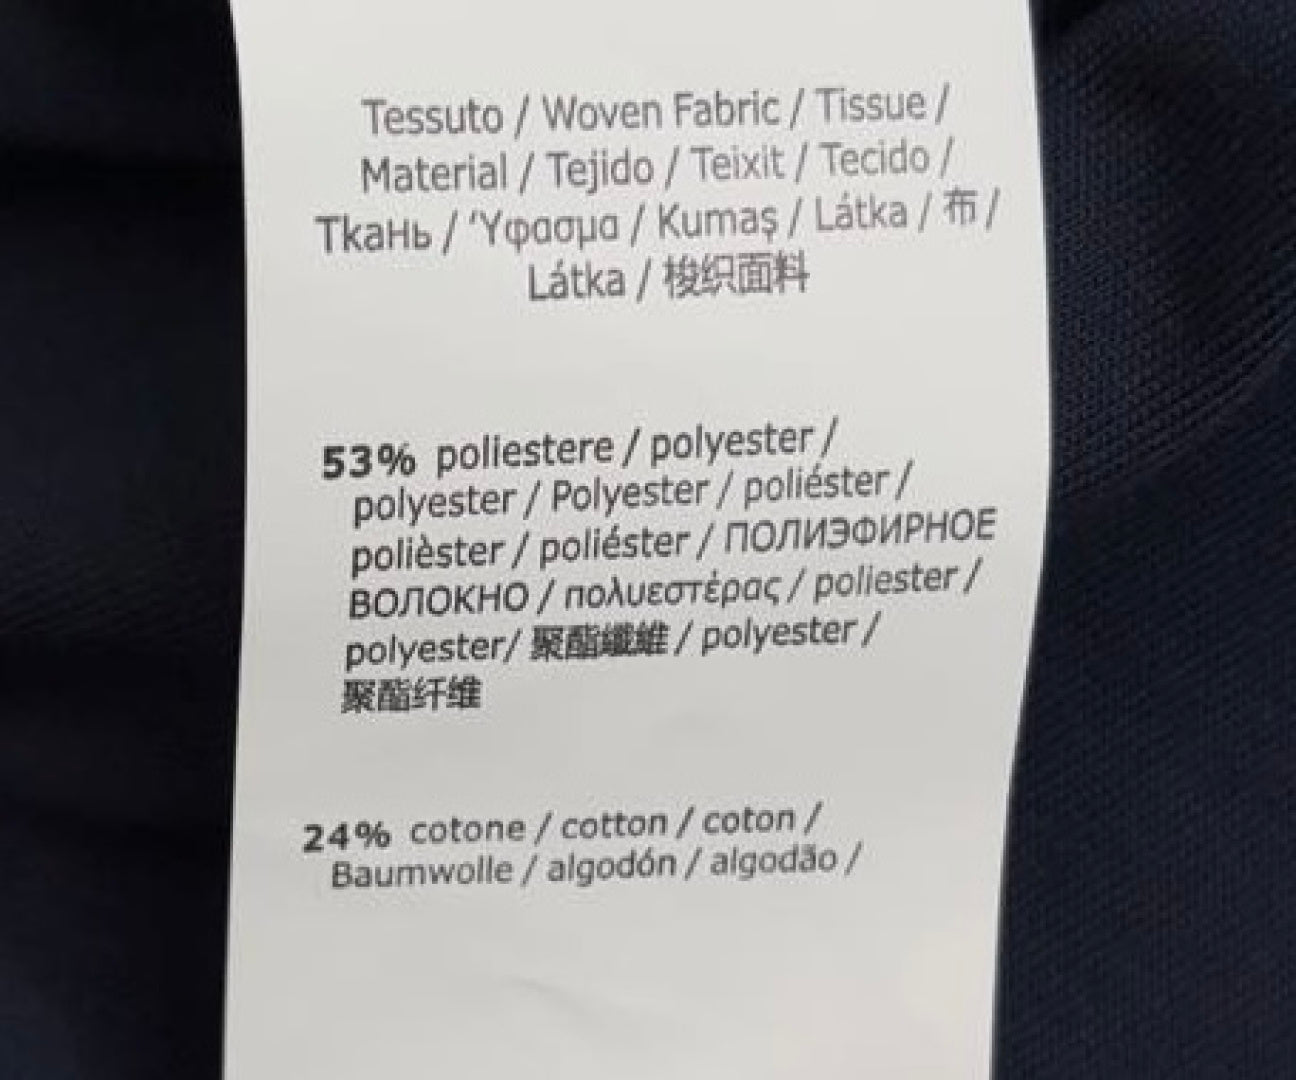 Tessuto / Woven Fabric / Tissue /
Material / Tejido / Teixit / Tecido /
Ткань / Ύφασμα / Kumaş / Látka / 布 /
Látka / 梭织面料
53% poliestere / polyester /
polyester / Polyester / poliéster /
polièster / poliéster / ПОЛИЭФИРНОЕ
ВОЛОКНО / πολυεστέρας / poliester /
polyester/ 聚酯纖維 / polyester /
聚酯纤维
24% cotone / cotton / coton /
Baumwolle / algodón / algodão /